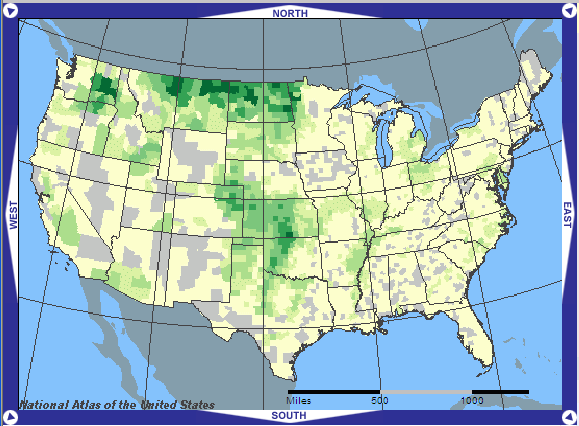 NORTH
WEST
EAST
National Atlas of the United States
Miles 500 1000
SOUTH